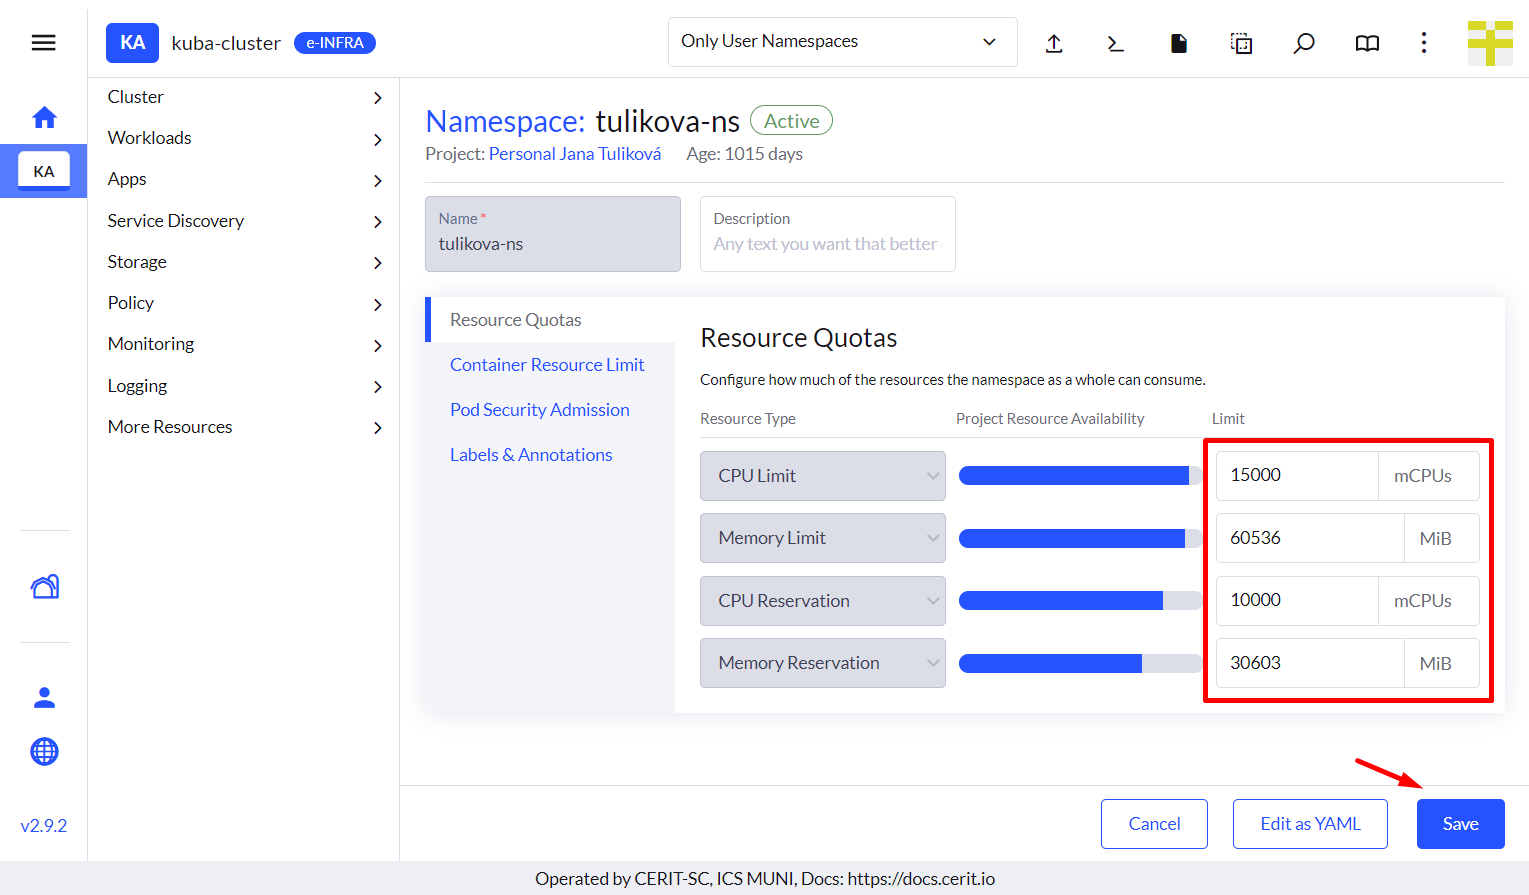 KA kuba-cluster e-INFRA Only User Namespaces
KA
Cluster
Workloads
Apps
Service Discovery
Storage
Policy
Monitoring
Logging
More Resources
v2.9.2
Namespace: tulikova-ns Active
Project: Personal Jana Tuliková Age: 1015 days
Name *
tulikova-ns
Description
Any text you want that better
Resource Quotas
Container Resource Limit
Pod Security Admission
Labels & Annotations
Resource Quotas
Configure how much of the resources the namespace as a whole can consume.
Resource Type Project Resource Availability Limit
CPU Limit 15000 mCPUs
Memory Limit 60536 MiB
CPU Reservation 10000 mCPUs
Memory Reservation 30603 MiB
Cancel Edit as YAML Save
Operated by CERIT-SC, ICS MUNI, Docs: https://docs.cerit.io